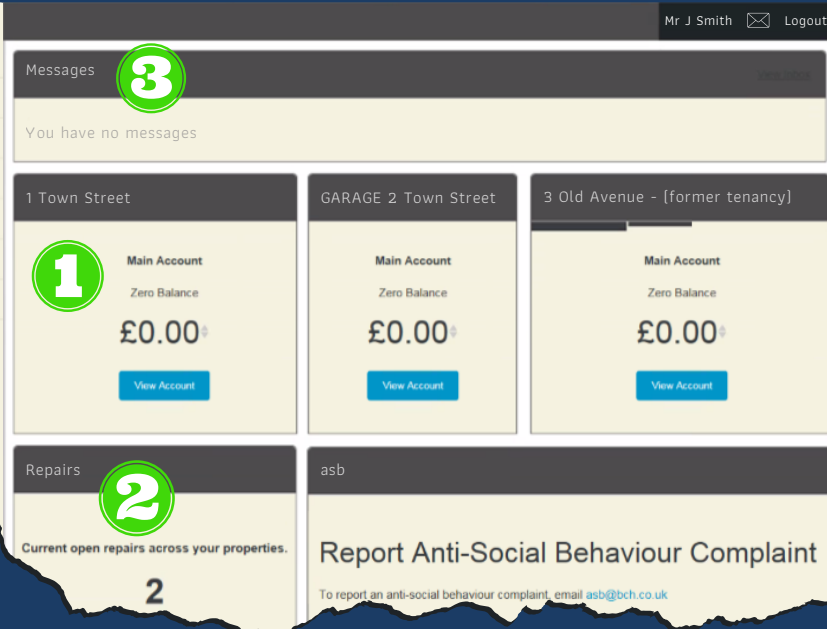 Mr J Smith Logout
Messages 3 View Inbox
You have no messages
1 Town Street
1
Main Account
Zero Balance
£0.00
View Account
GARAGE 2 Town Street
Main Account
Zero Balance
£0.00
View Account
3 Old Avenue - (former tenancy)
Main Account
Zero Balance
£0.00
View Account
Repairs 2
Current open repairs across your properties.
2
asb
Report Anti-Social Behaviour Complaint
To report an anti-social behaviour complaint, email asb@bch.co.uk